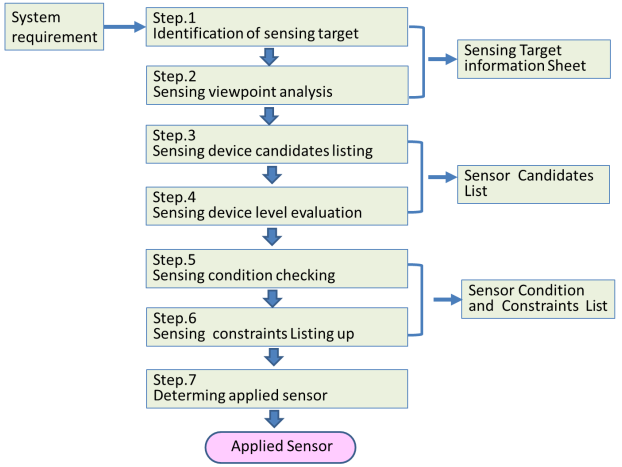 System
requirement
Step.1
Identification of sensing target
Step.2
Sensing viewpoint analysis
Sensing Target
information Sheet
Step.3
Sensing device candidates listing
Step.4
Sensing device level evaluation
Sensor Candidates
List
Step.5
Sensing condition checking
Step.6
Sensing constraints Listing up
Sensor Condition
and Constraints List
Step.7
Determing applied sensor
Applied Sensor